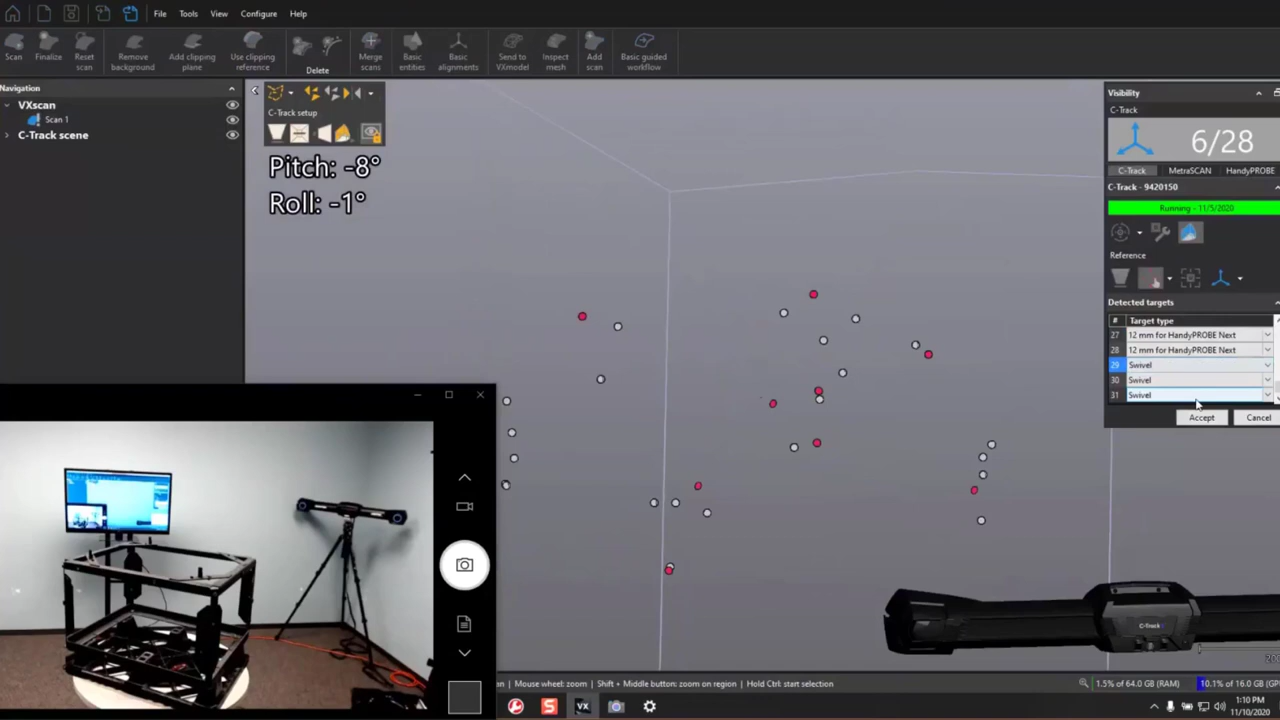 File Tools View Configure Help
Scan Finalize Reset scan Remove background Add clipping plane Use clipping reference Delete Merge scans Basic entities Basic alignments Send to VXmodel Inspect mesh Add scan Basic guided workflow
Navigation
VXscan
Scan 1
C-Track scene
C-Track setup
Pitch: -8°
Roll: -1°
Visibility
C-Track
6/28
C-Track MetraSCAN HandyPROBE
C-Track - 9420150
Running - 11/5/2020
Reference
Detected targets
# Target type
27 12 mm for HandyPROBE Next
28 12 mm for HandyPROBE Next
29 Swivel
30 Swivel
31 Swivel
Accept Cancel
C-Track
200
Mouse wheel: zoom Shift + Middle button: zoom on region Hold Ctrl: start selection
1.5% of 64.0 GB (RAM) 10.1% of 16.0 GB (GP
S VX
1:10 PM
11/10/2020